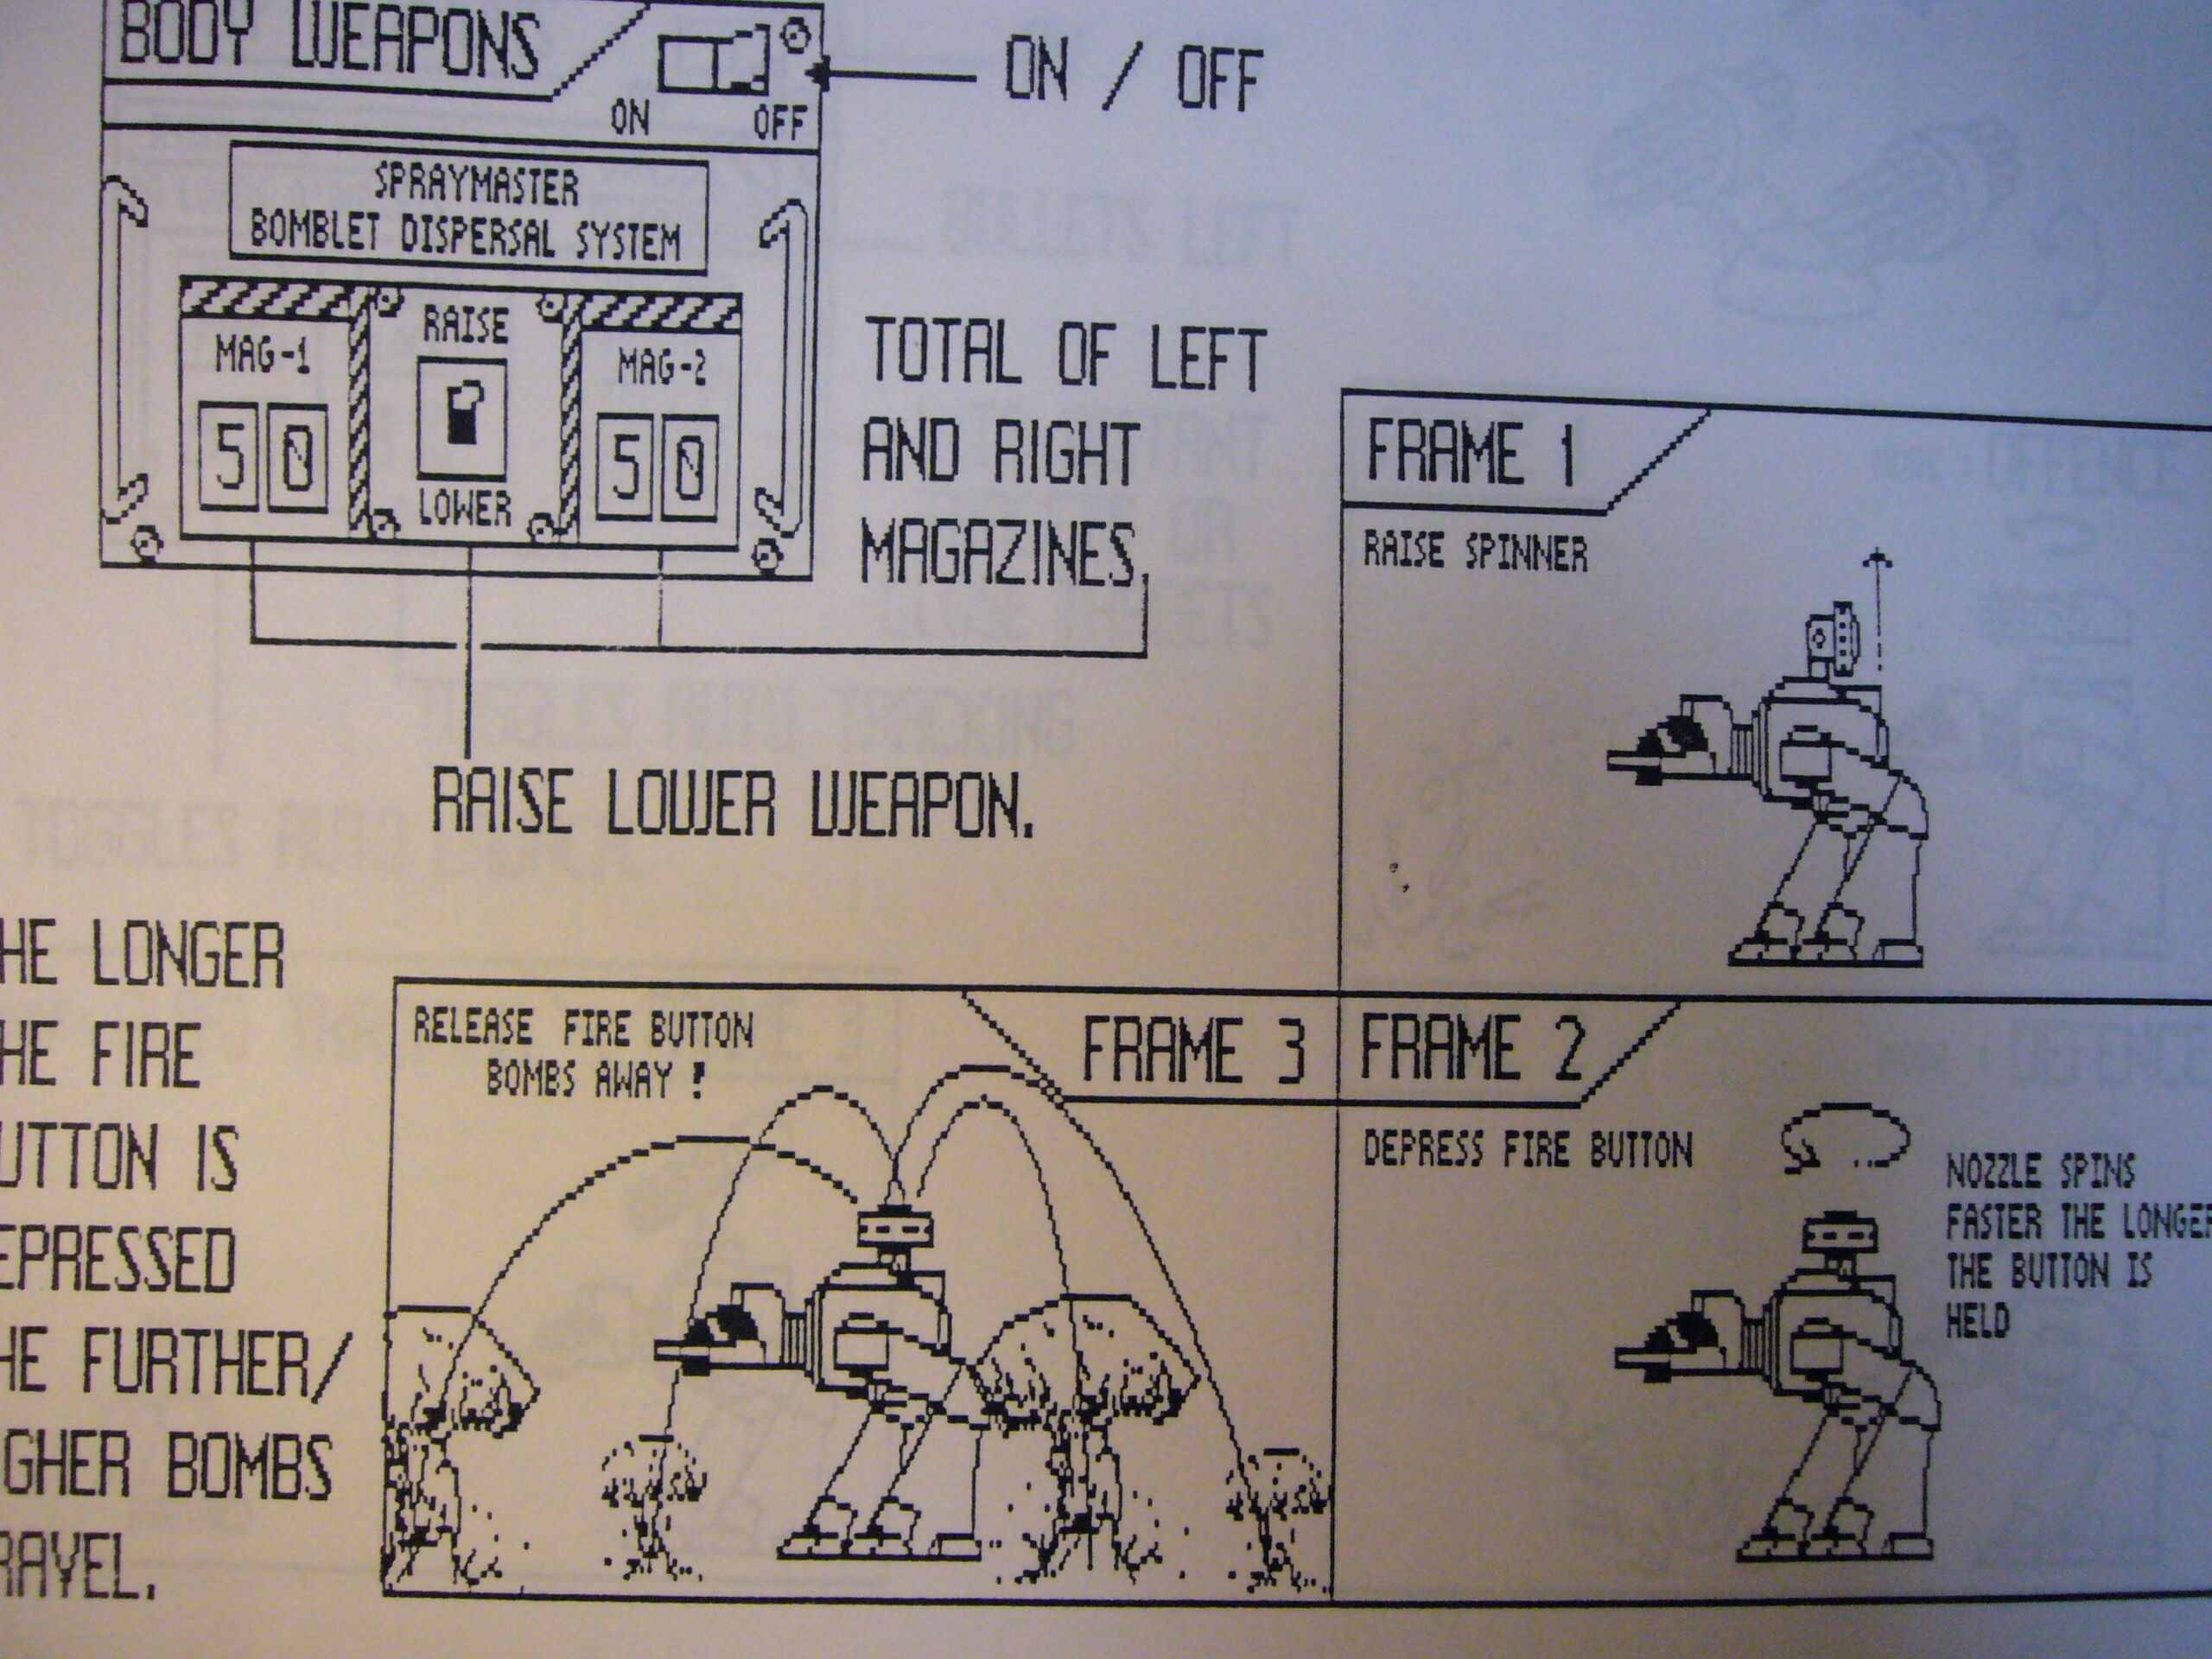 BODY WEAPONS
ON OFF
ON / OFF
SPRAYMASTER
BOMBLET DISPERSAL SYSTEM
MAG-1
50
RAISE
LOWER
MAG-2
50
TOTAL OF LEFT
AND RIGHT
MAGAZINES.
RAISE LOWER WEAPON.
FRAME 1
RAISE SPINNER
HE LONGER
HE FIRE
UTTON IS
EPRESSED
HE FURTHER/
GHER BOMBS
RAVEL.
RELEASE FIRE BUTTON
BOMBS AWAY !
FRAME 3
FRAME 2
DEPRESS FIRE BUTTON
NOZZLE SPINS
FASTER THE LONGER
THE BUTTON IS
HELD